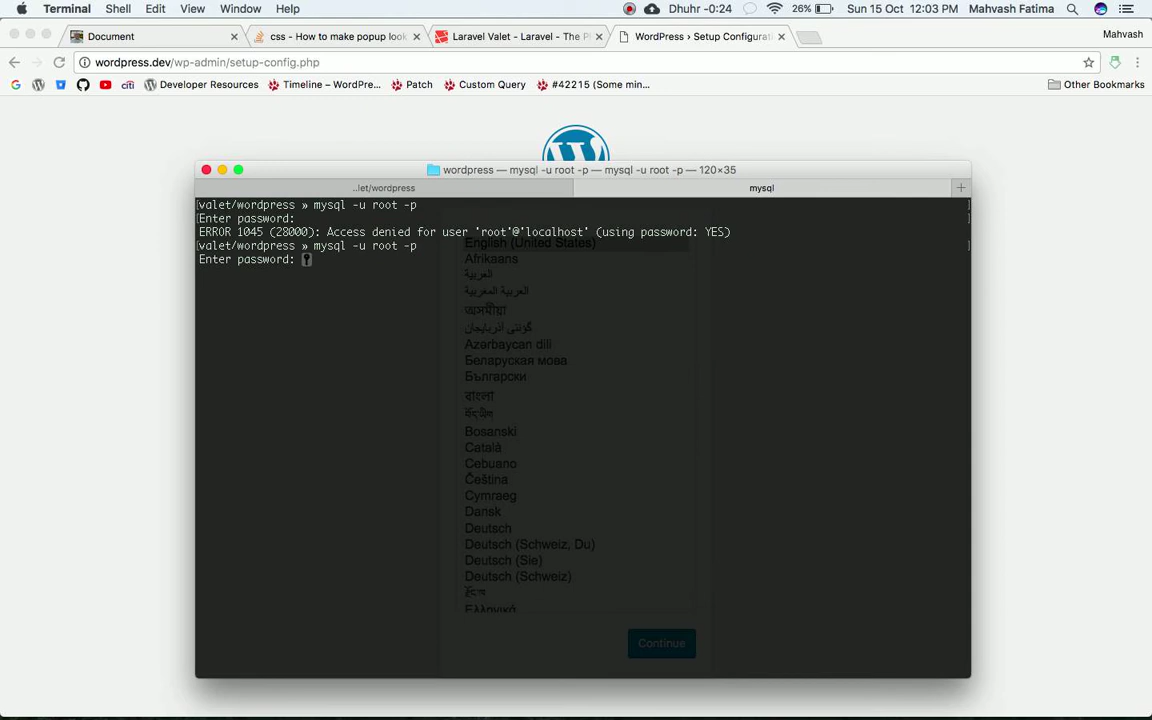 Terminal Shell Edit View Window Help Dhuhr -0:24 26% Sun 15 Oct 12:03 PM Mahvash Fatima
Document css - How to make popup look Laravel Valet - Laravel - The P WordPress › Setup Configurat Mahvash
wordpress.dev/wp-admin/setup-config.php
Developer Resources Timeline – WordPre... Patch Custom Query #42215 (Some min... Other Bookmarks
wordpress — mysql -u root -p — mysql -u root -p — 120×35
..let/wordpress mysql
[valet/wordpress » mysql -u root -p ]
[Enter password: ]
ERROR 1045 (28000): Access denied for user 'root'@'localhost' (using password: YES)
[valet/wordpress » mysql -u root -p ]
Enter password:
English (United States)
Afrikaans
العربية
العربية المغربية
অসমীয়া
گؤنئی آذربایجان
Azərbaycan dili
Беларуская мова
Български
বাংলা
བོད་ཡིག
Bosanski
Català
Cebuano
Čeština
Cymraeg
Dansk
Deutsch
Deutsch (Schweiz, Du)
Deutsch (Sie)
Deutsch (Schweiz)
རྫོང་ཁ
Ελληνικά
Continue